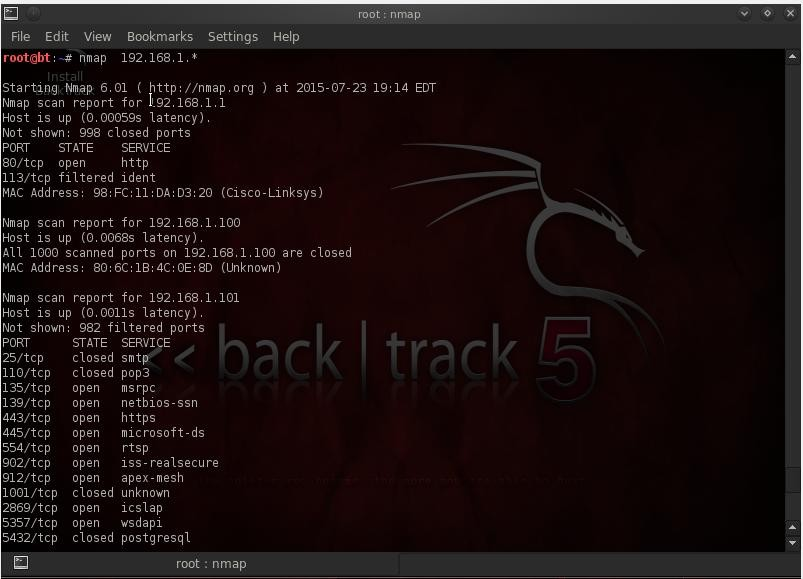 root : nmap
File Edit View Bookmarks Settings Help
root@bt:~# nmap  192.168.1.*
Install
BackTrack
Starting Nmap 6.01 ( http://nmap.org ) at 2015-07-23 19:14 EDT
Nmap scan report for 192.168.1.1
Host is up (0.00059s latency).
Not shown: 998 closed ports
PORT    STATE    SERVICE
80/tcp  open     http
113/tcp filtered ident
MAC Address: 98:FC:11:DA:D3:20 (Cisco-Linksys)
Nmap scan report for 192.168.1.100
Host is up (0.0068s latency).
All 1000 scanned ports on 192.168.1.100 are closed
MAC Address: 80:6C:1B:4C:0E:8D (Unknown)
Nmap scan report for 192.168.1.101
Host is up (0.0011s latency).
Not shown: 982 filtered ports
PORT     STATE  SERVICE
25/tcp   closed smtp
110/tcp  closed pop3
135/tcp  open   msrpc
139/tcp  open   netbios-ssn
443/tcp  open   https
445/tcp  open   microsoft-ds
554/tcp  open   rtsp
902/tcp  open   iss-realsecure
912/tcp  open   apex-mesh
1001/tcp closed unknown
2869/tcp open   icslap
5357/tcp open   wsdapi
5432/tcp closed postgresql
<< back | track 5
root : nmap